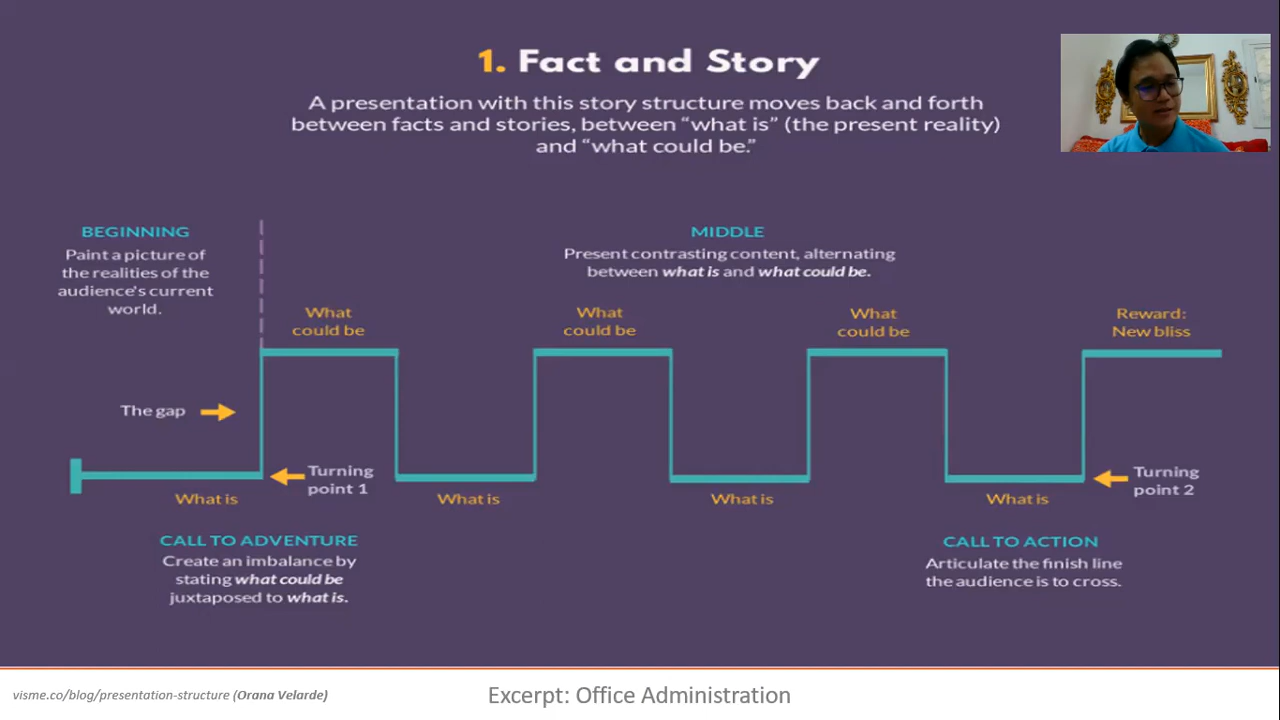 1. Fact and Story
A presentation with this story structure moves back and forth
between facts and stories, between “what is” (the present reality)
and “what could be.”
BEGINNING
Paint a picture of
the realities of the
audience's current
world.
MIDDLE
Present contrasting content, alternating
between what is and what could be.
What
could be
What
could be
What
could be
Reward:
New bliss
The gap
Turning
point 1
Turning
point 2
What is
What is
What is
What is
CALL TO ADVENTURE
Create an imbalance by
stating what could be
juxtaposed to what is.
CALL TO ACTION
Articulate the finish line
the audience is to cross.
visme.co/blog/presentation-structure (Orana Velarde)
Excerpt: Office Administration